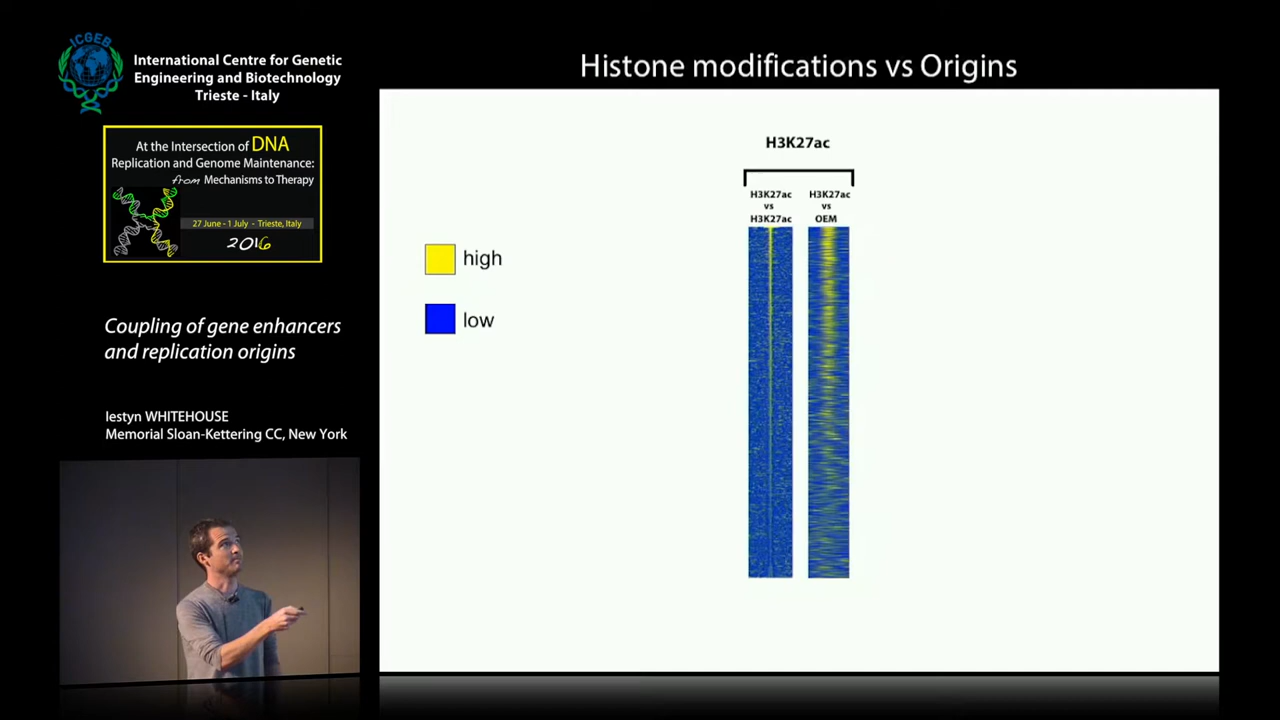 ICGEB
International Centre for Genetic
Engineering and Biotechnology
Trieste - Italy
At the Intersection of DNA
Replication and Genome Maintenance:
from Mechanisms to Therapy
27 June - 1 July - Trieste, Italy
2016
Coupling of gene enhancers
and replication origins
Iestyn WHITEHOUSE
Memorial Sloan-Kettering CC, New York
Histone modifications vs Origins
H3K27ac
H3K27ac
vs
H3K27ac
H3K27ac
vs
OEM
high
low